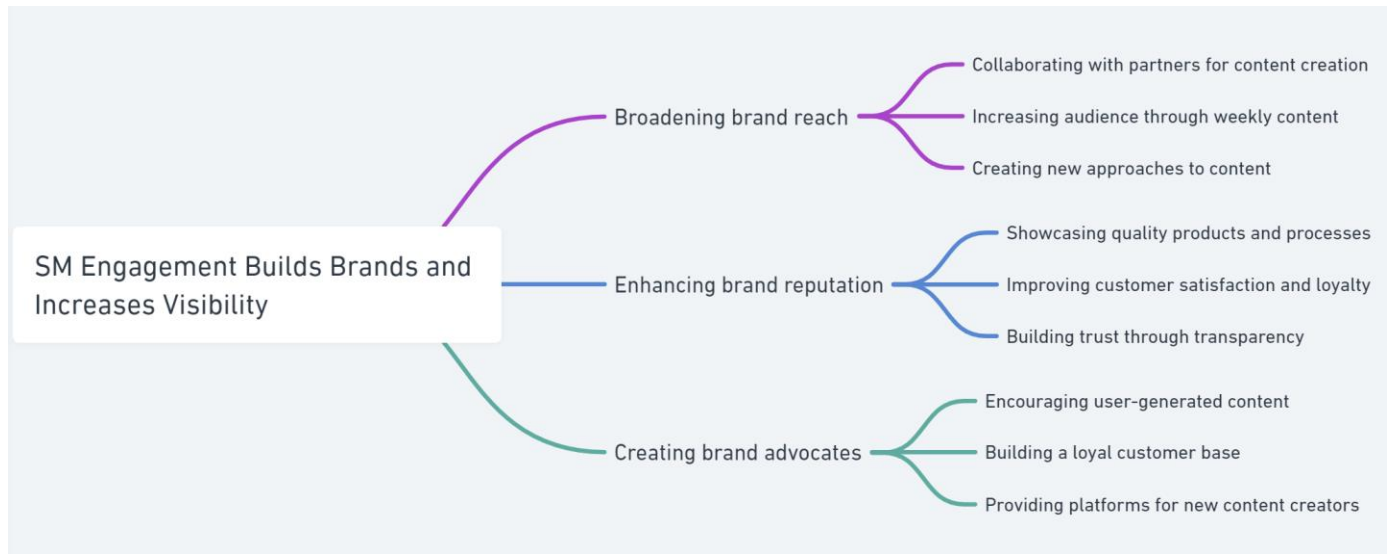 SM Engagement Builds Brands and
Increases Visibility
Broadening brand reach
Collaborating with partners for content creation
Increasing audience through weekly content
Creating new approaches to content
Enhancing brand reputation
Showcasing quality products and processes
Improving customer satisfaction and loyalty
Building trust through transparency
Creating brand advocates
Encouraging user-generated content
Building a loyal customer base
Providing platforms for new content creators